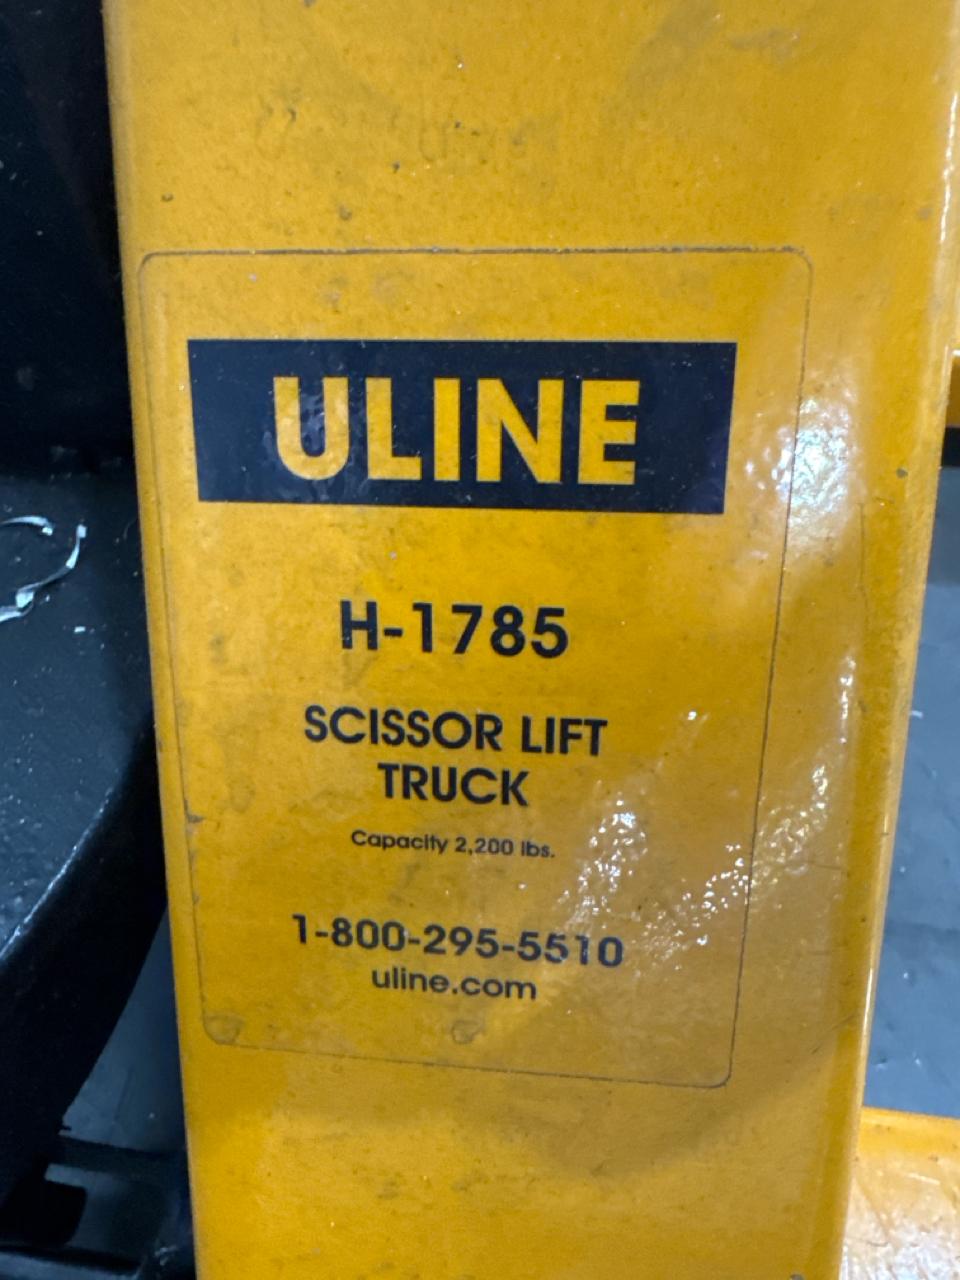 ULINE
H-1785
SCISSOR LIFT
TRUCK
Capacity 2,200 lbs.
1-800-295-5510
uline.com